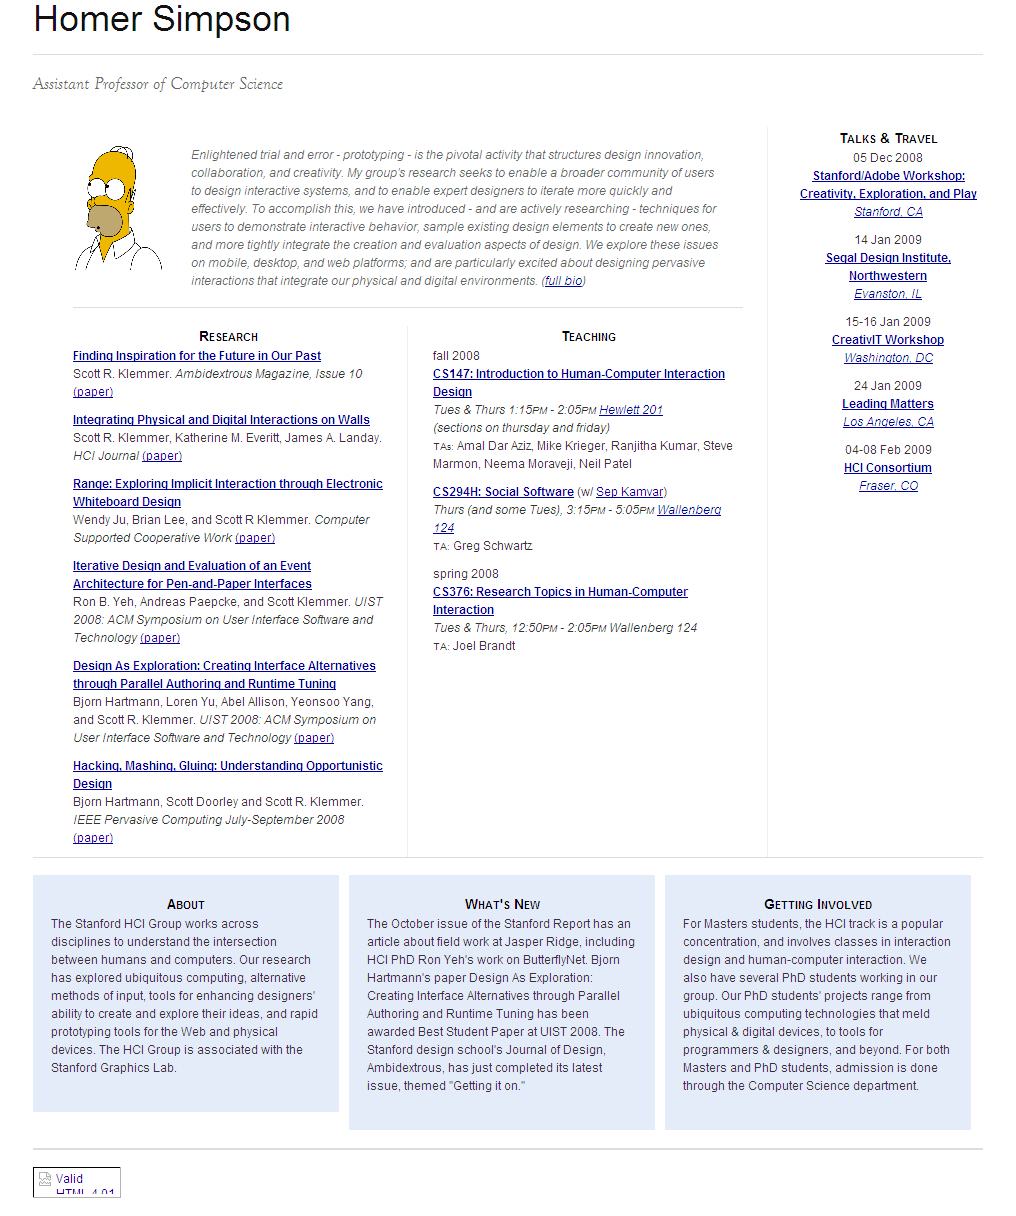 Homer Simpson
Assistant Professor of Computer Science
Enlightened trial and error - prototyping - is the pivotal activity that structures design innovation,
collaboration, and creativity. My group's research seeks to enable a broader community of users
to design interactive systems, and to enable expert designers to iterate more quickly and
effectively. To accomplish this, we have introduced - and are actively researching - techniques for
users to demonstrate interactive behavior, sample existing design elements to create new ones,
and more tightly integrate the creation and evaluation aspects of design. We explore these issues
on mobile, desktop, and web platforms; and are particularly excited about designing pervasive
interactions that integrate our physical and digital environments. (full bio)
Research
Finding Inspiration for the Future in Our Past
Scott R. Klemmer. Ambidextrous Magazine, Issue 10
(paper)
Integrating Physical and Digital Interactions on Walls
Scott R. Klemmer, Katherine M. Everitt, James A. Landay.
HCI Journal (paper)
Range: Exploring Implicit Interaction through Electronic
Whiteboard Design
Wendy Ju, Brian Lee, and Scott R Klemmer. Computer
Supported Cooperative Work (paper)
Iterative Design and Evaluation of an Event
Architecture for Pen-and-Paper Interfaces
Ron B. Yeh, Andreas Paepcke, and Scott Klemmer. UIST
2008: ACM Symposium on User Interface Software and
Technology (paper)
Design As Exploration: Creating Interface Alternatives
through Parallel Authoring and Runtime Tuning
Bjorn Hartmann, Loren Yu, Abel Allison, Yeonsoo Yang,
and Scott R. Klemmer. UIST 2008: ACM Symposium on
User Interface Software and Technology (paper)
Hacking, Mashing, Gluing: Understanding Opportunistic
Design
Bjorn Hartmann, Scott Doorley and Scott R. Klemmer.
IEEE Pervasive Computing July-September 2008
(paper)
Teaching
fall 2008
CS147: Introduction to Human-Computer Interaction
Design
Tues & Thurs 1:15PM - 2:05PM Hewlett 201
(sections on thursday and friday)
TAs: Amal Dar Aziz, Mike Krieger, Ranjitha Kumar, Steve
Marmon, Neema Moraveji, Neil Patel
CS294H: Social Software (w/ Sep Kamvar)
Thurs (and some Tues), 3:15PM - 5:05PM Wallenberg
124
TA: Greg Schwartz
spring 2008
CS376: Research Topics in Human-Computer
Interaction
Tues & Thurs, 12:50PM - 2:05PM Wallenberg 124
TA: Joel Brandt
Talks & Travel
05 Dec 2008
Stanford/Adobe Workshop:
Creativity, Exploration, and Play
Stanford, CA
14 Jan 2009
Segal Design Institute,
Northwestern
Evanston, IL
15-16 Jan 2009
CreativIT Workshop
Washington, DC
24 Jan 2009
Leading Matters
Los Angeles, CA
04-08 Feb 2009
HCI Consortium
Fraser, CO
About
The Stanford HCI Group works across
disciplines to understand the intersection
between humans and computers. Our research
has explored ubiquitous computing, alternative
methods of input, tools for enhancing designers'
ability to create and explore their ideas, and rapid
prototyping tools for the Web and physical
devices. The HCI Group is associated with the
Stanford Graphics Lab.
What's New
The October issue of the Stanford Report has an
article about field work at Jasper Ridge, including
HCI PhD Ron Yeh's work on ButterflyNet. Bjorn
Hartmann's paper Design As Exploration:
Creating Interface Alternatives through Parallel
Authoring and Runtime Tuning has been
awarded Best Student Paper at UIST 2008. The
Stanford design school's Journal of Design,
Ambidextrous, has just completed its latest
issue, themed "Getting it on."
Getting Involved
For Masters students, the HCI track is a popular
concentration, and involves classes in interaction
design and human-computer interaction. We
also have several PhD students working in our
group. Our PhD students' projects range from
ubiquitous computing technologies that meld
physical & digital devices, to tools for
programmers & designers, and beyond. For both
Masters and PhD students, admission is done
through the Computer Science department.
Valid
HTML 4.01